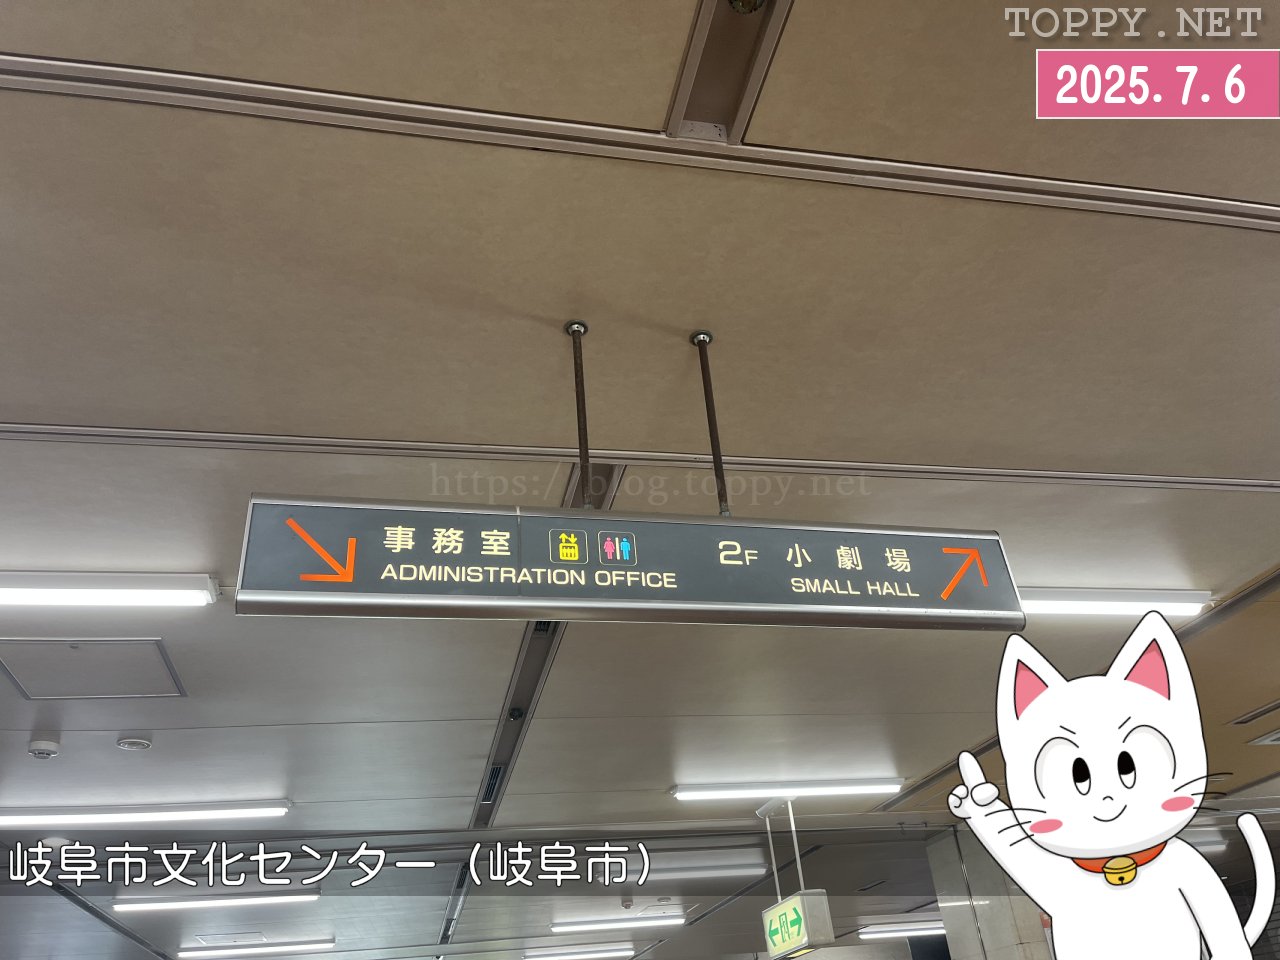 TOPPY.NET
2025.7.6
https://blog.toppy.net
事務室
ADMINISTRATION OFFICE
2F 小劇場
SMALL HALL
岐阜市文化センター（岐阜市）